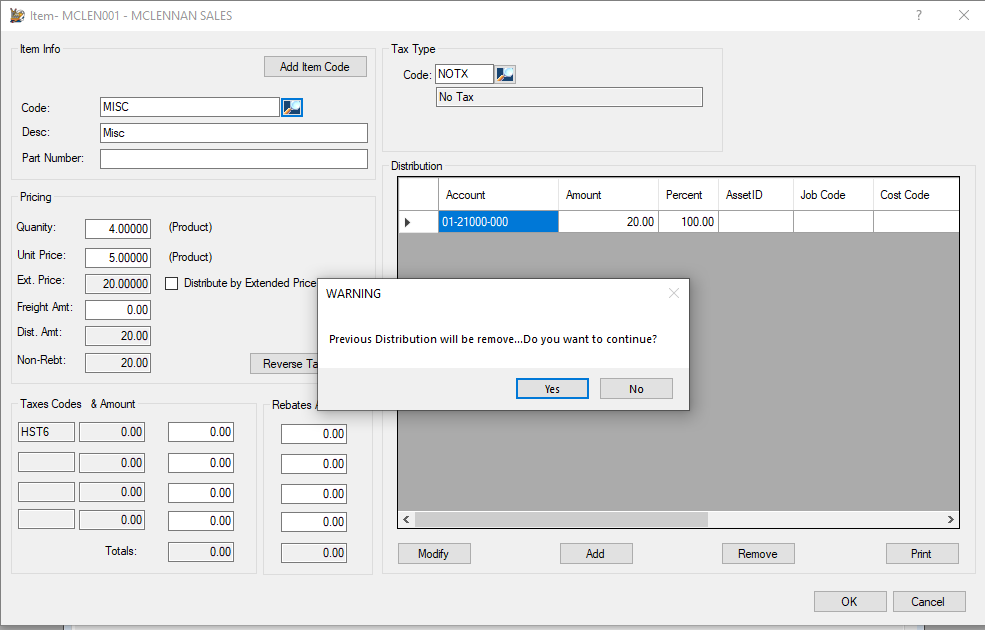 Item- MCLEN001 - MCLENNAN SALES
?
Item Info
Add Item Code
Code:
MISC
Desc:
Misc
Part Number:
Tax Type
Code:
NOTX
No Tax
Pricing
Quanity:
4.00000
(Product)
Unit Price:
5.00000
(Product)
Ext. Price:
20.00000
Distribute by Extended Price
Freight Amt:
0.00
Dist. Amt:
20.00
Non-Rebt:
20.00
Reverse Ta
Distribution
Account Amount Percent AssetID Job Code Cost Code
01-21000-000 20.00 100.00
WARNING
Previous Distribution will be remove...Do you want to continue?
Yes No
Taxes Codes & Amount
HST6 0.00 0.00
0.00 0.00
0.00 0.00
0.00 0.00
Totals: 0.00
Rebates
0.00
0.00
0.00
0.00
0.00
Modify Add Remove Print
OK Cancel